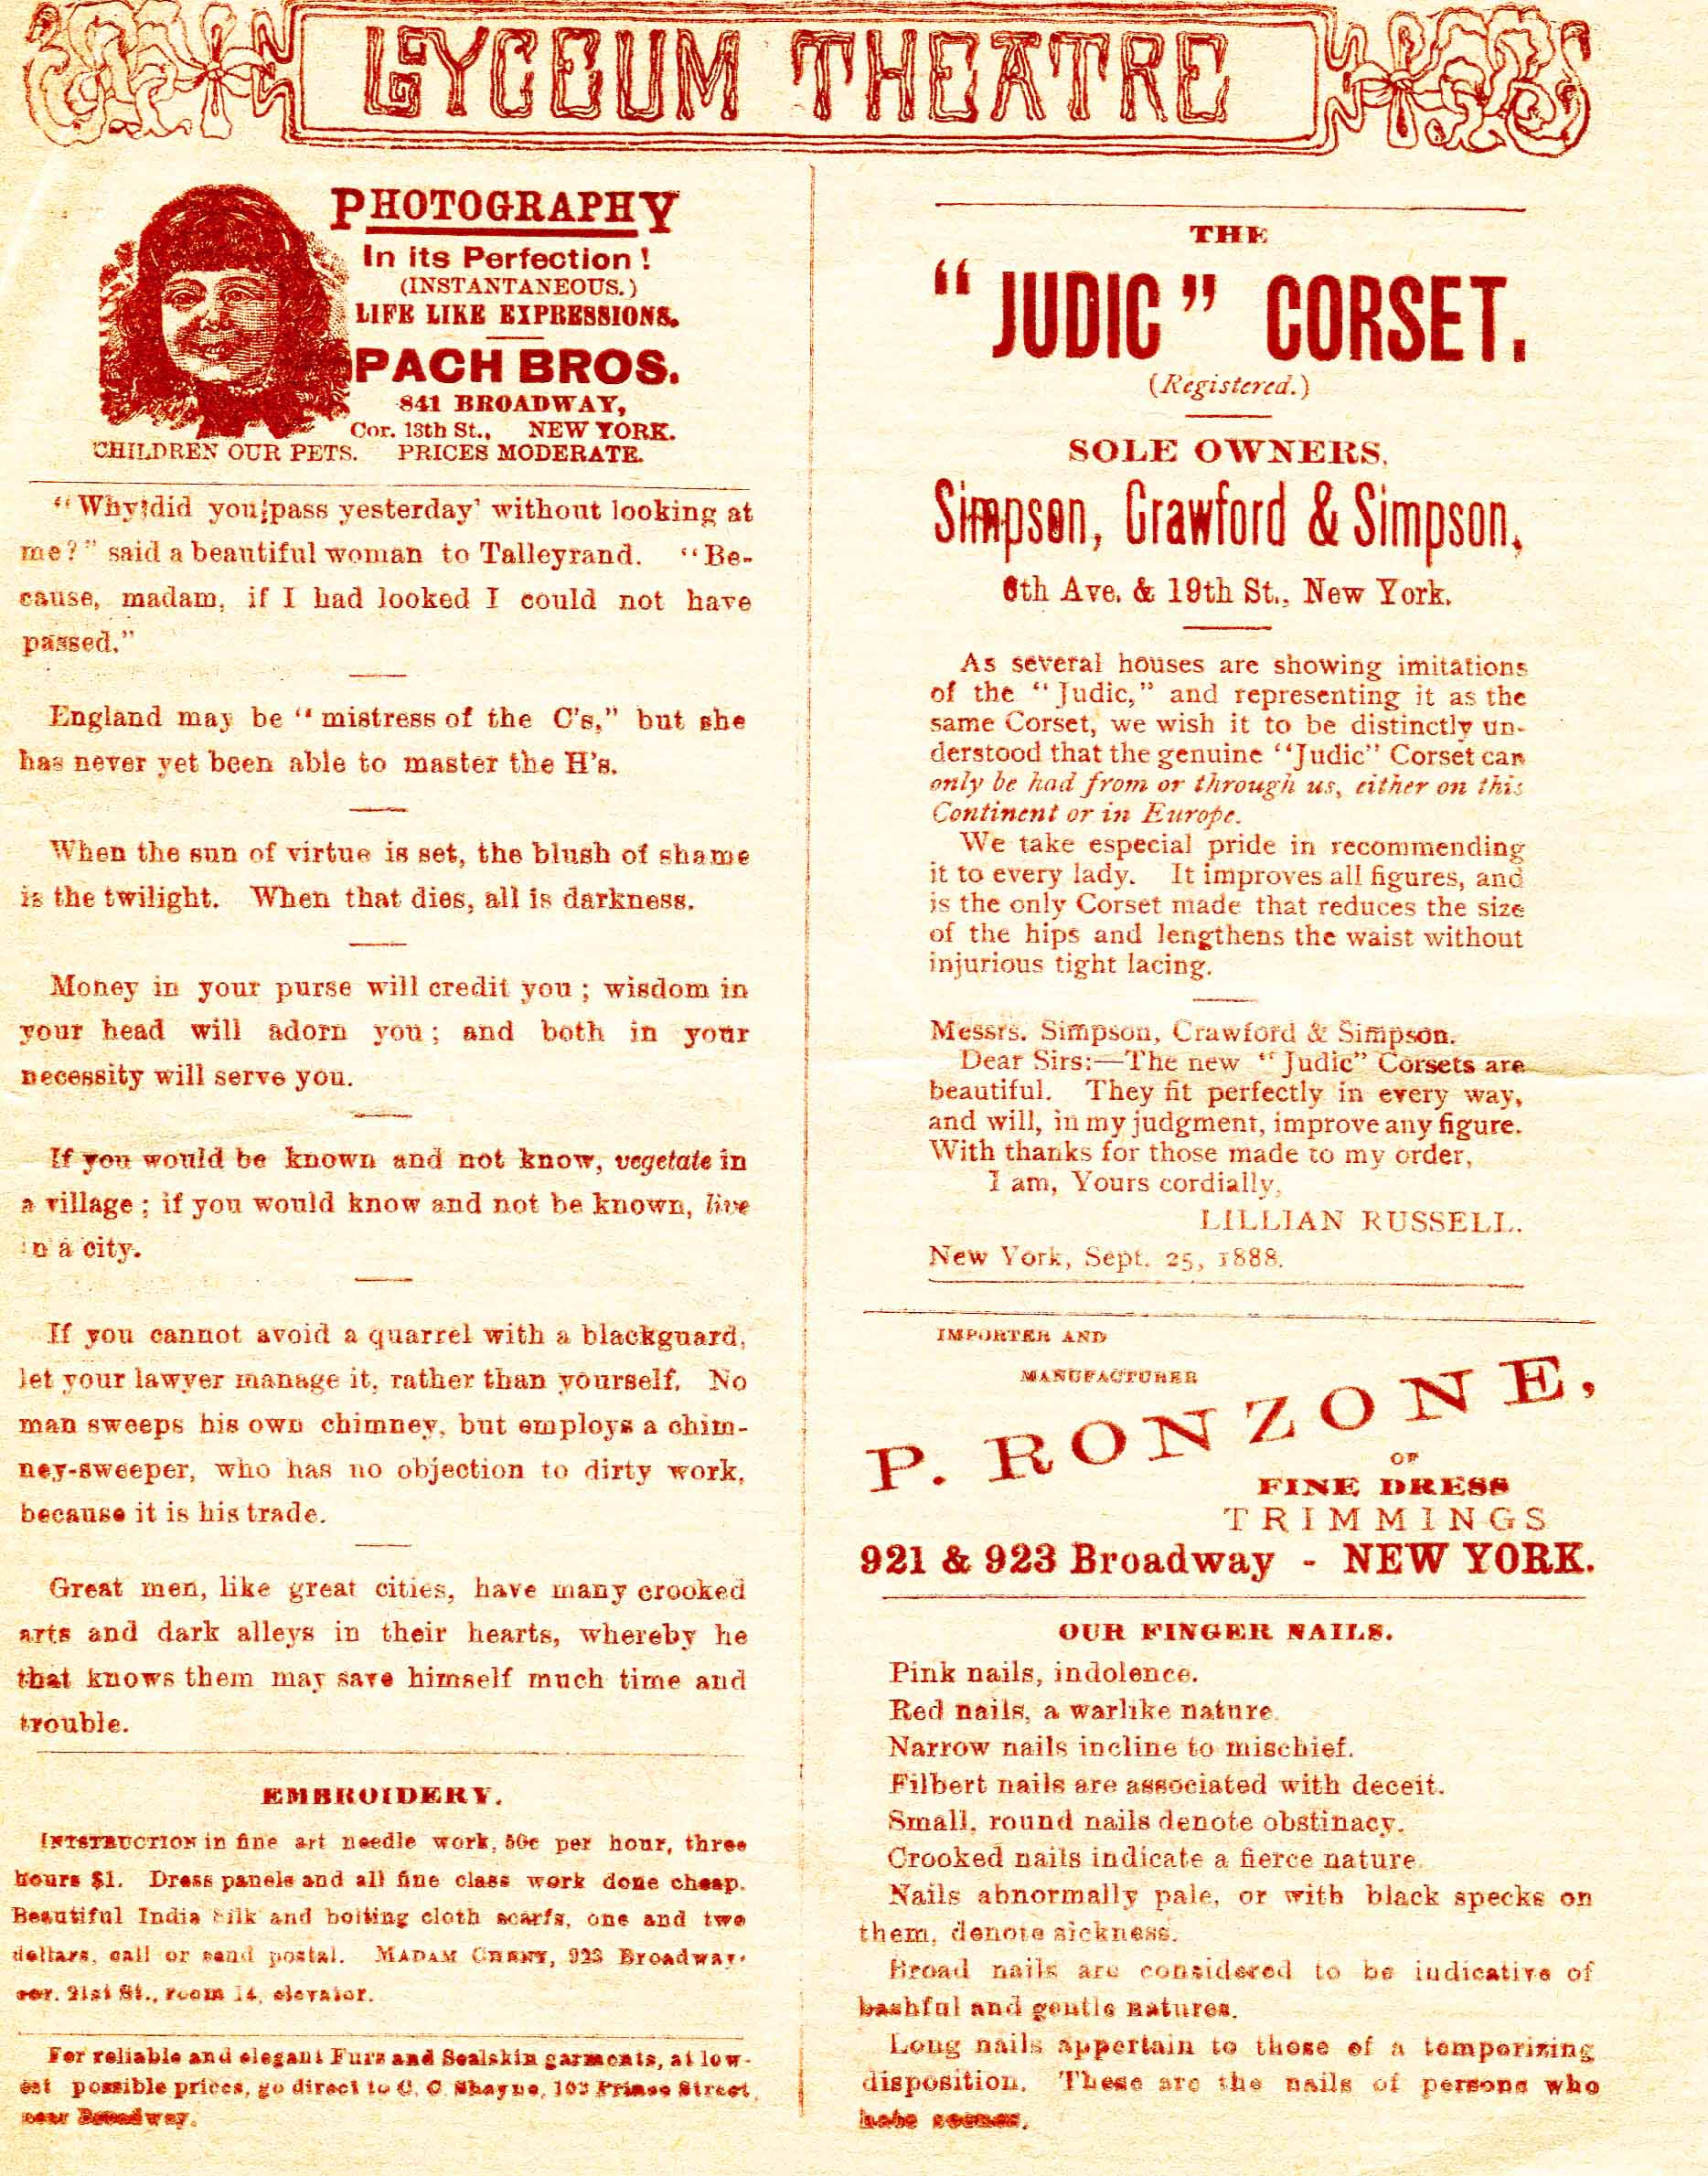 LYCEUM THEATRE
PHOTOGRAPHY
In its Perfection!
(INSTANTANEOUS.)
LIFE LIKE EXPRESSIONS.
PACH BROS.
841 BROADWAY,
Cor. 13th St., NEW YORK.
CHILDREN OUR PETS. PRICES MODERATE.
"Why did you pass yesterday' without looking at
me?" said a beautiful woman to Talleyrand. "Be-
cause, madam, if I had looked I could not have
passed."
England may be "mistress of the C's," but she
has never yet been able to master the H's.
When the sun of virtue is set, the blush of shame
is the twilight. When that dies, all is darkness.
Money in your purse will credit you; wisdom in
your head will adorn you; and both in your
necessity will serve you.
If you would be known and not know, vegetate in
a village; if you would know and not be known, live
in a city.
If you cannot avoid a quarrel with a blackguard,
let your lawyer manage it, rather than yourself. No
man sweeps his own chimney, but employs a chim-
ney-sweeper, who has no objection to dirty work,
because it is his trade.
Great men, like great cities, have many crooked
arts and dark alleys in their hearts, whereby he
that knows them may save himself much time and
trouble.
EMBROIDERY.
INTSTRUCTION in fine art needle work, 50c per hour, three
hours $1. Dress panels and all fine class work done cheap.
Beautiful India silk and bolting cloth scarfs, one and two
dollars, call or send postal. MADAM 923 Broadway,
cor. 21st St., room 14, elevator.
For reliable and elegant Furs and Sealskin garments, at low-
est possible prices, go direct to C. C. Shayne, 103 Prince Street,
near Broadway.
THE
"JUDIC" CORSET.
(Registered.)
SOLE OWNERS,
Simpson, Crawford & Simpson,
6th Ave. & 19th St., New York.
As several houses are showing imitations
of the "Judic," and representing it as the
same Corset, we wish it to be distinctly un-
derstood that the genuine "Judic" Corset can
only be had from or through us, either on this
Continent or in Europe.
We take especial pride in recommending
it to every lady. It improves all figures, and
is the only Corset made that reduces the size
of the hips and lengthens the waist without
injurious tight lacing.
Messrs. Simpson, Crawford & Simpson.
Dear Sirs:—The new "Judic" Corsets are
beautiful. They fit perfectly in every way,
and will, in my judgment, improve any figure.
With thanks for those made to my order,
I am, Yours cordially,
LILLIAN RUSSELL.
New York, Sept. 25, 1888.
IMPORTER AND
MANUFACTURER
P. RONZONE,
OF
FINE DRESS
TRIMMINGS
921 & 923 Broadway - NEW YORK.
OUR FINGER NAILS.
Pink nails, indolence.
Red nails, a warlike nature.
Narrow nails incline to mischief.
Filbert nails are associated with deceit.
Small, round nails denote obstinacy.
Crooked nails indicate a fierce nature.
Nails abnormally pale, or with black specks on
them, denote sickness.
Broad nails are considered to be indicative of
bashful and gentle natures.
Long nails appertain to those of a temporizing
disposition. These are the nails of persons who
hate scenes.